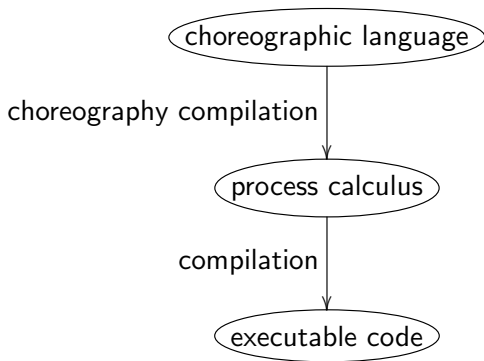 choreographic language
choreography compilation
process calculus
compilation
executable code